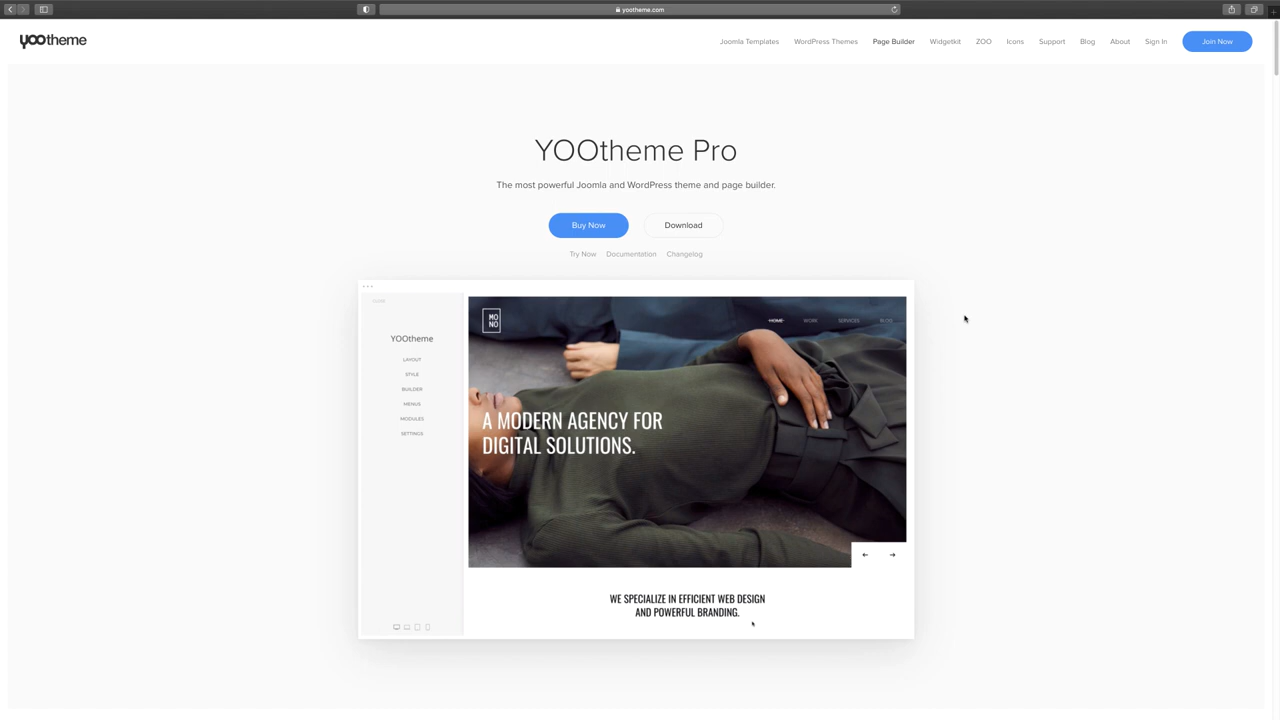 yootheme.com
yootheme
Joomla Templates WordPress Themes Page Builder Widgetkit ZOO Icons Support Blog About Sign In Join Now
YOOtheme Pro
The most powerful Joomla and WordPress theme and page builder.
Buy Now Download
Try Now Documentation Changelog
CLOSE
YOOtheme
LAYOUT
STYLE
BUILDER
MENUS
MODULES
SETTINGS
MO
NO
HOME WORK SERVICES BLOG
A MODERN AGENCY FOR
DIGITAL SOLUTIONS.
WE SPECIALIZE IN EFFICIENT WEB DESIGN
AND POWERFUL BRANDING.